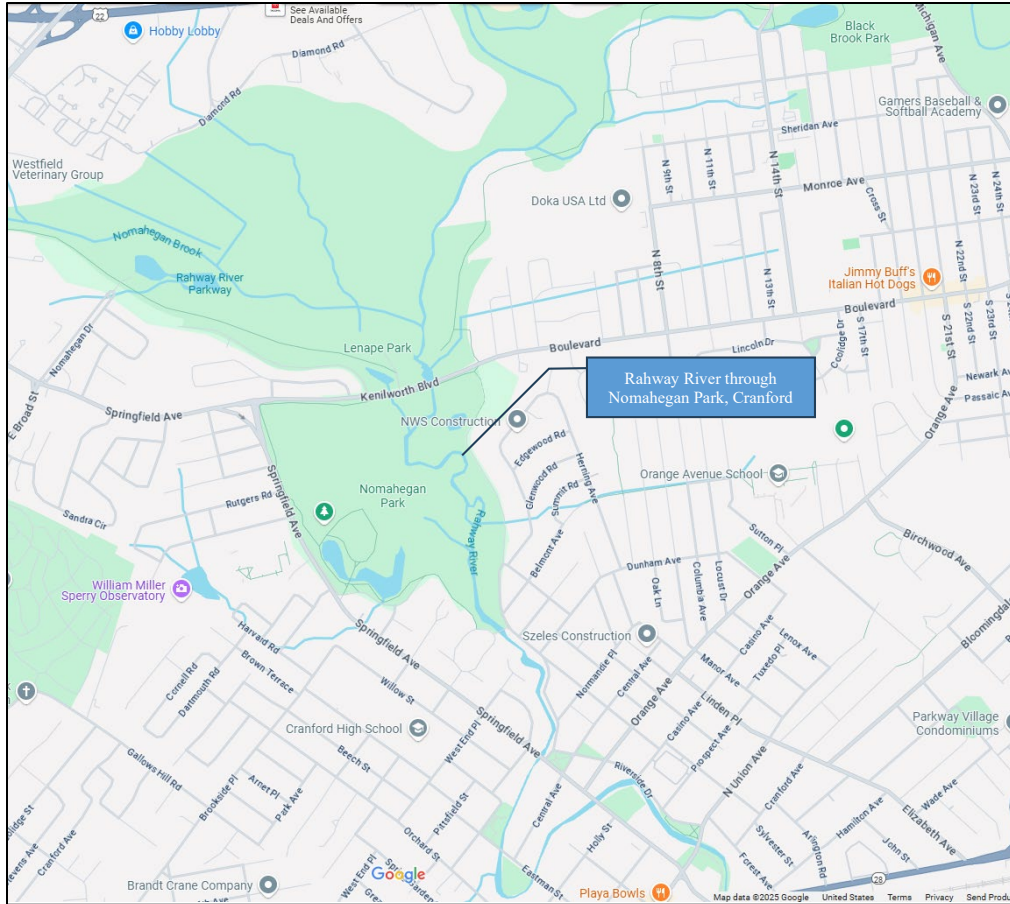 22
See Available
Deals And Offers
Hobby Lobby
Diamond Rd
Diamond Rd
Black
Brook Park
Michigan Ave
Gamers Baseball &
Softball Academy
Sheridan Ave
Westfield
Veterinary Group
N 9th St
N 11th St
N 14th St
Monroe Ave
Cross St
N 23rd St
N 24th St
Doka USA Ltd
Nomahegan Brook
Rahway River
Parkway
N 8th St
N 13th St
N 22nd St
Jimmy Buff's
Italian Hot Dogs
Boulevard
Boulevard
Nomahegan Dr
Lenape Park
Lincoln Dr
Coolidge Dr
S 17th St
S 21st St
S 22nd St
S 23rd St
Kenilworth Blvd
Rahway River through
Nomahegan Park, Cranford
Newark Av
Passaic Av
E Broad St
Springfield Ave
NWS Construction
Edgewood Rd
Herning Ave
Orange Ave
Glenwood Rd
Summit Rd
Orange Avenue School
Springfield Ave
Nomahegan
Park
Rutgers Rd
Sandra Cir
Rahway River
Belmont Ave
Sutton Pl
Birchwood Ave
Dunham Ave
Oak Ln
Columbia Ave
Locust Dr
Orange Ave
Bloomingdale
William Miller
Sperry Observatory
Harvard Rd
Springfield Ave
Szeles Construction
Casino Ave
Lenox Ave
Tuxedo Pl
Manor Ave
Normandie Pl
Central Ave
Cornell Rd
Dartmouth Rd
Brown Terrace
Willow St
Springfield Ave
Orange Ave
Linden Pl
Casino Ave
Prospect Ave
Parkway Village
Condominiums
Cranford High School
West End Pl
Gallows Hill Rd
Beech St
Brookside Pl
Arnet Pl
Park Ave
Pittsfield St
Central Ave
Riverside Dr
N Union Ave
Cranford Ave
Wade Ave
Hamilton Ave
Elizabeth Ave
Holly St
Orchard St
Sylvester St
Arlington Rd
John St
Forest Ave
Cranford Ave
West End Pl
Eastman St
Google
28
Brandt Crane Company
Playa Bowls
Map data ©2025 Google
United States
Terms
Privacy
Send Produ